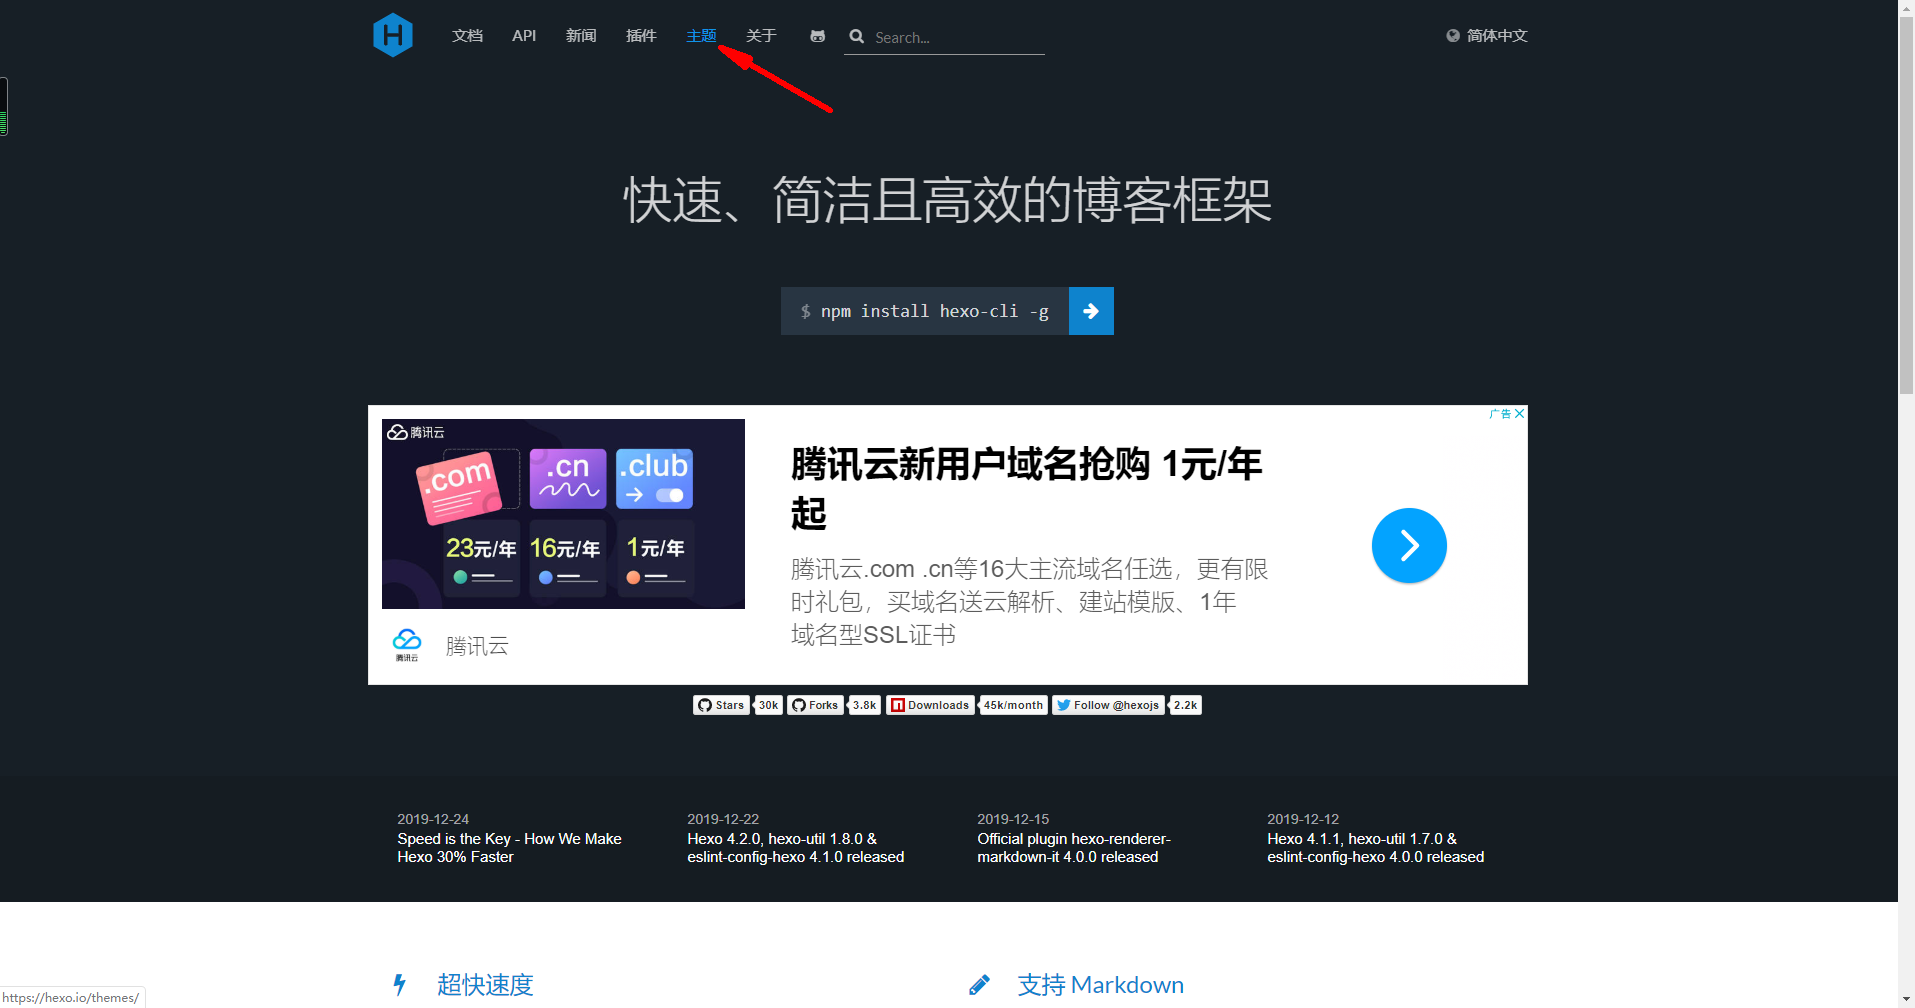 H
文档 API 新闻 插件 主题 关于 Search... 简体中文
快速、简洁且高效的博客框架
$ npm install hexo-cli -g
广告
腾讯云
.com .cn .club
23元/年 16元/年 1元/年
腾讯云
腾讯云
腾讯云新用户域名抢购 1元/年
起
腾讯云.com .cn等16大主流域名任选，更有限
时礼包，买域名送云解析、建站模版、1年
域名型SSL证书
Stars 30k Forks 3.8k n Downloads 45k/month Follow @hexojs 2.2k
2019-12-24
Speed is the Key - How We Make
Hexo 30% Faster
2019-12-22
Hexo 4.2.0, hexo-util 1.8.0 &
eslint-config-hexo 4.1.0 released
2019-12-15
Official plugin hexo-renderer-
markdown-it 4.0.0 released
2019-12-12
Hexo 4.1.1, hexo-util 1.7.0 &
eslint-config-hexo 4.0.0 released
超快速度
支持 Markdown
https://hexo.io/themes/